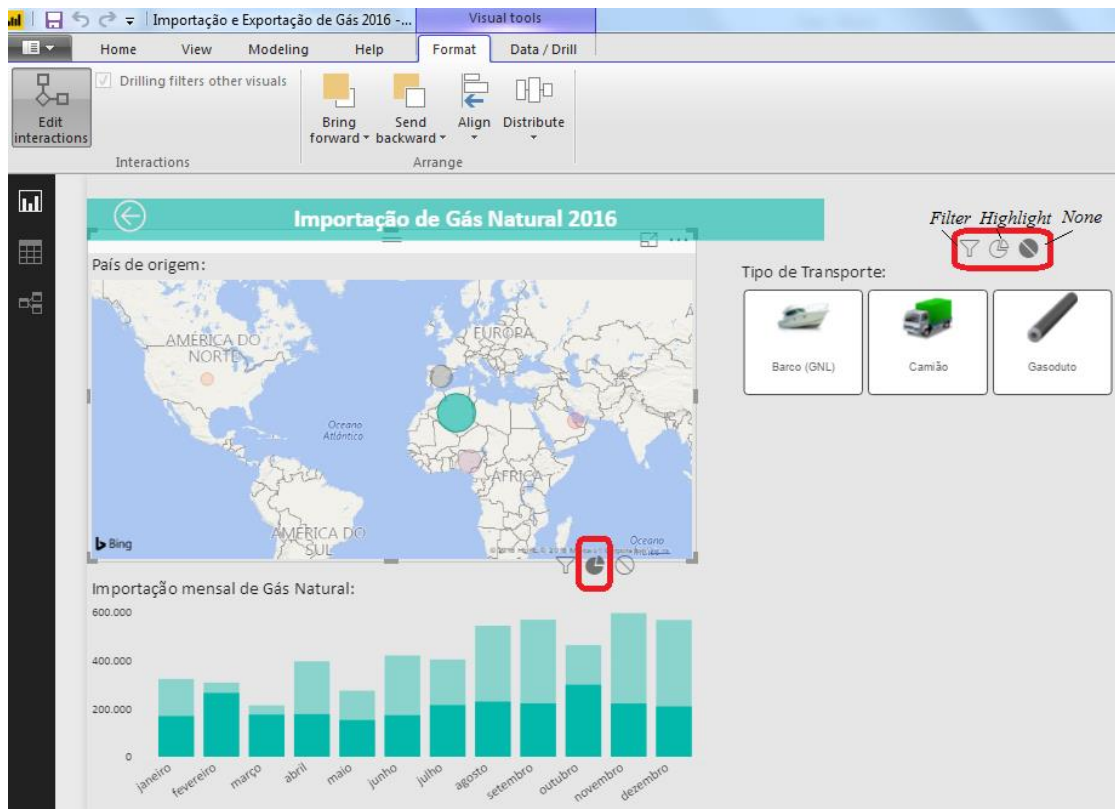 Importação e Exportação de Gás 2016 -...
Visual tools
Home View Modeling Help Format Data / Drill
Edit interactions
Drilling filters other visuals
Bring forward
Send backward
Align
Distribute
Interactions
Arrange
Importação de Gás Natural 2016
Filter Highlight None
País de origem:
Tipo de Transporte:
AMÉRICA DO NORTE
EUROPA
Oceano Atlântico
ÁFRICA
AMÉRICA DO SUL
Oceano
Bing
Barco (GNL)
Camião
Gasoduto
Importação mensal de Gás Natural:
600.000
400.000
200.000
0
janeiro
fevereiro
março
abril
maio
junho
julho
agosto
setembro
outubro
novembro
dezembro